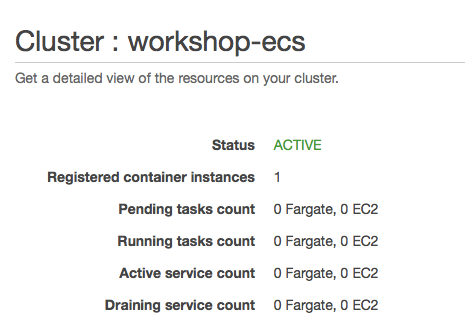 Cluster : workshop-ecs
Get a detailed view of the resources on your cluster.
Status ACTIVE
Registered container instances 1
Pending tasks count 0 Fargate, 0 EC2
Running tasks count 0 Fargate, 0 EC2
Active service count 0 Fargate, 0 EC2
Draining service count 0 Fargate, 0 EC2